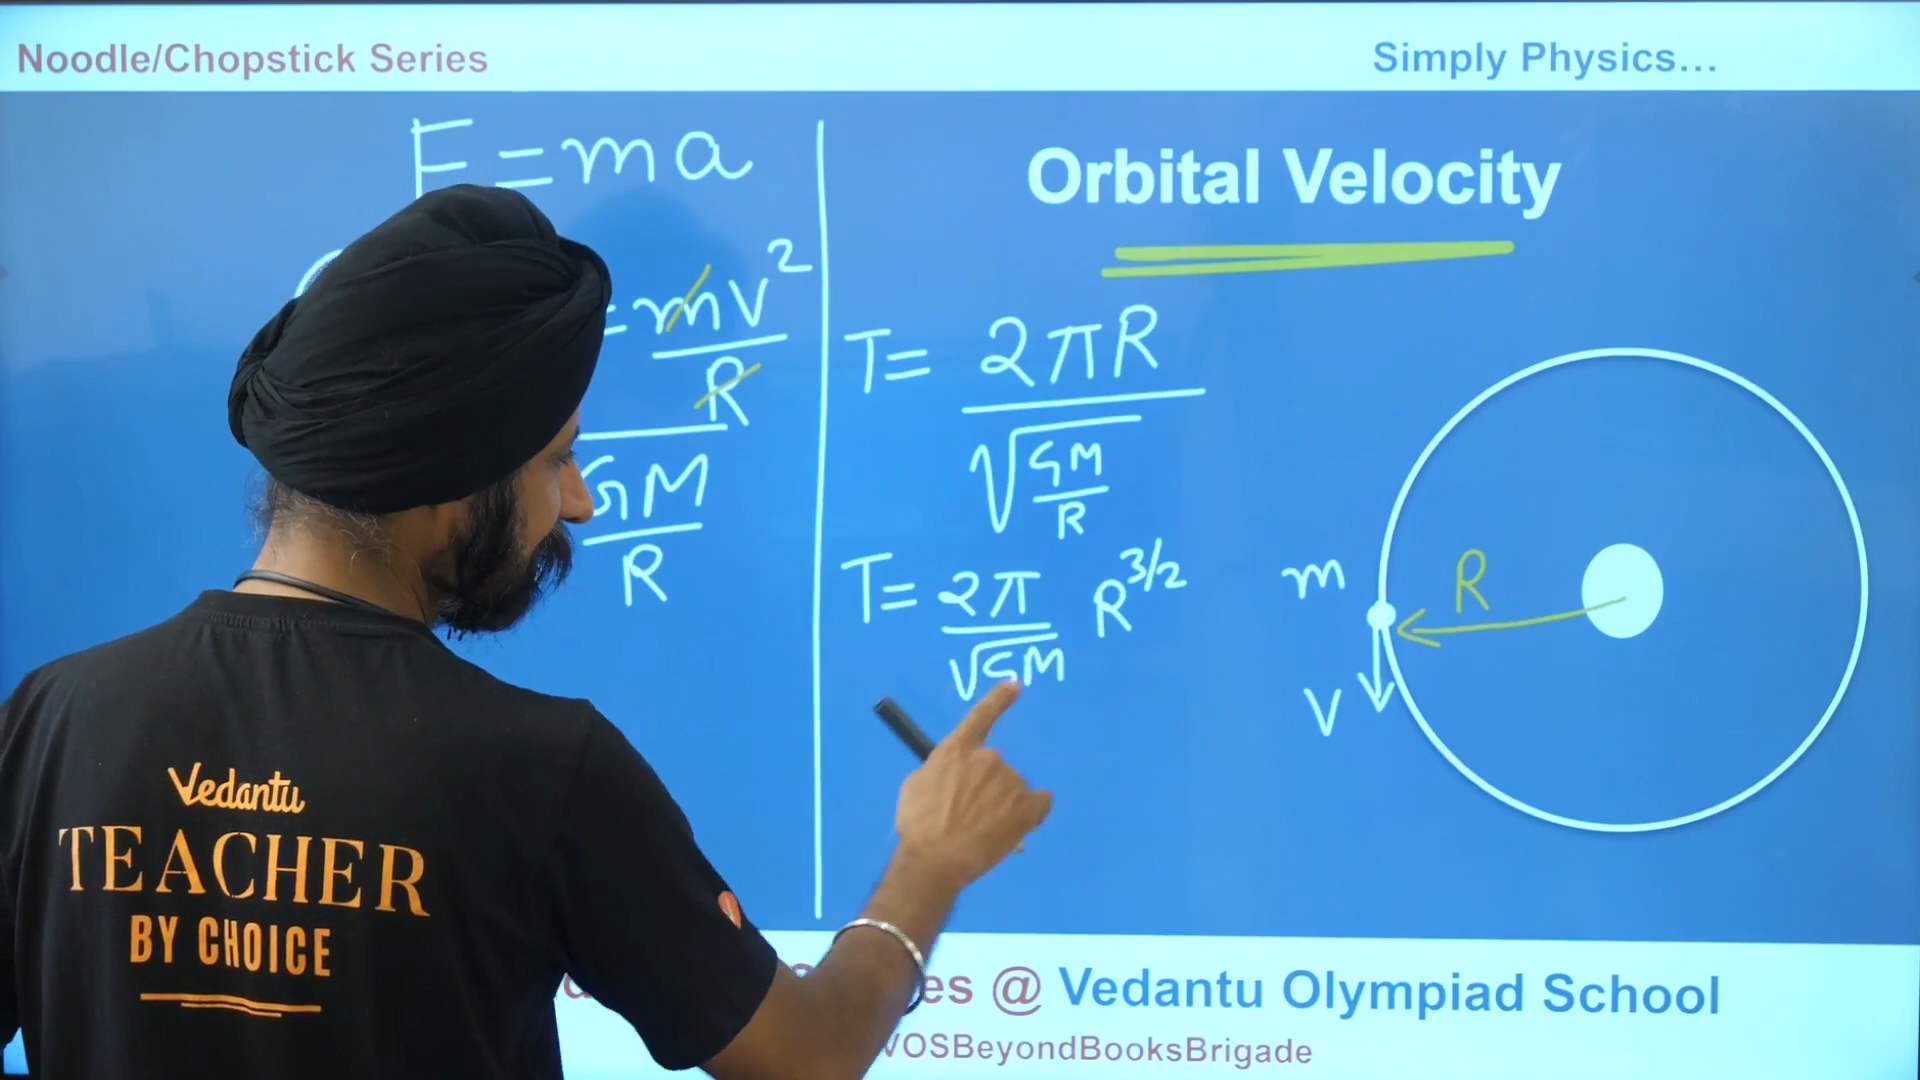 Noodle/Chopstick Series
Simply Physics...
F = ma
= mv²/R
GM/R
Orbital Velocity
T = 2πR/√(GM/R)
T = 2π/√GM R^3/2
m
R
V
Vedantu
TEACHER
BY CHOICE
es @ Vedantu Olympiad School
VOSBeyondBooksBrigade